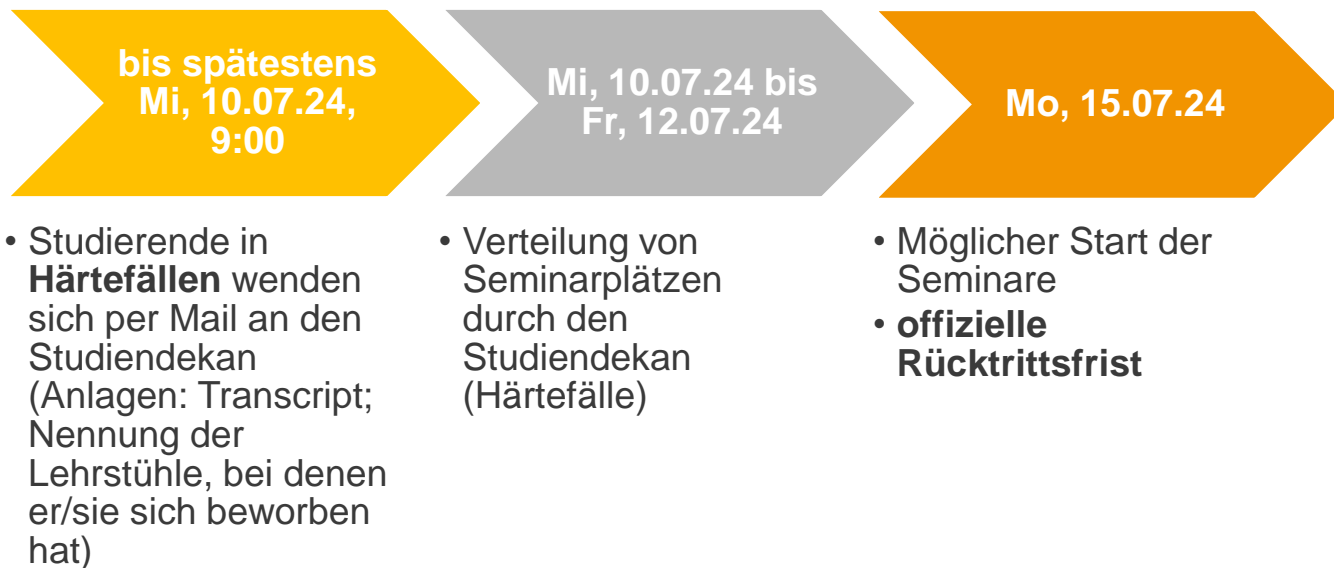 bis spätestens
Mi, 10.07.24,
9:00
Mi, 10.07.24 bis
Fr, 12.07.24
Mo, 15.07.24
• Studierende in
Härtefällen wenden
sich per Mail an den
Studiendekan
(Anlagen: Transcript;
Nennung der
Lehrstühle, bei denen
er/sie sich beworben
hat)
• Verteilung von
Seminarplätzen
durch den
Studiendekan
(Härtefälle)
• Möglicher Start der
Seminare
• offizielle
Rücktrittsfrist